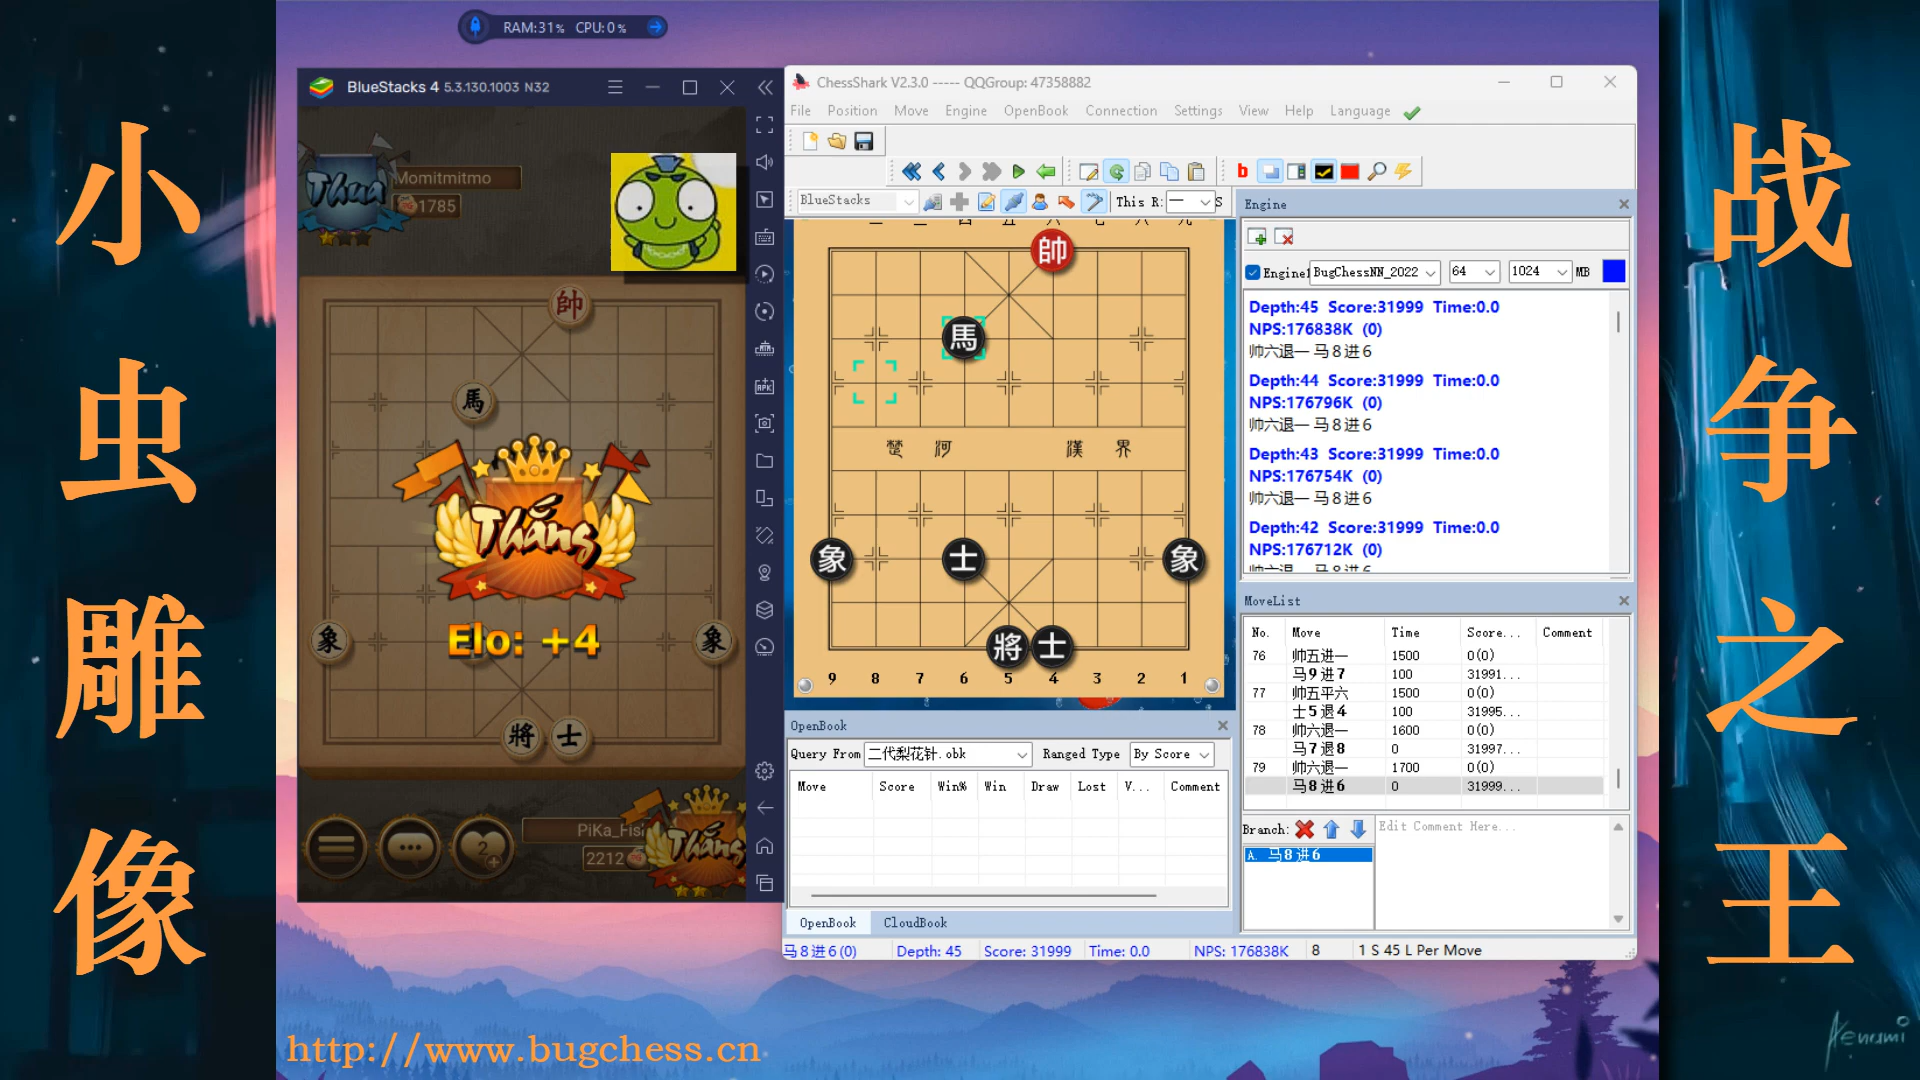 小虫雕像
战争之王
RAM:31% CPU:0%
BlueStacks 4 5.3.130.1003 N32
Thua
Momitmitmo
1785
帥
馬
Thắng
Elo: +4
象
象
將
士
2
PiKa_Fis
2212
Thắng
ChessShark V2.3.0 ----- QQGroup: 47358882
File Position Move Engine OpenBook Connection Settings View Help Language
b
BlueStacks
This R: 一 S
帥
馬
楚 河 漢 界
象 士 象
將 士
9 8 7 6 5 4 3 2 1
OpenBook
Query From 二代梨花针.obk Ranged Type By Score
Move Score Win% Win Draw Lost V... Comment
OpenBook CloudBook
Engine
Engine1 BugChessNN_2022 64 1024 MB
Depth:45 Score:31999 Time:0.0
NPS:176838K (0)
帅六退一 马８进６
Depth:44 Score:31999 Time:0.0
NPS:176796K (0)
帅六退一 马８进６
Depth:43 Score:31999 Time:0.0
NPS:176754K (0)
帅六退一 马８进６
Depth:42 Score:31999 Time:0.0
NPS:176712K (0)
MoveList
No. Move Time Score... Comment
76 帅五进一 1500 0(0)
马９进７ 100 31991...
77 帅五平六 1500 0(0)
士５退４ 100 31995...
78 帅六退一 1600 0(0)
马７退８ 0 31997...
79 帅六退一 1700 0(0)
马８进６ 0 31999...
Branch:
Edit Comment Here...
A. 马８进６
马８进６(0) Depth: 45 Score: 31999 Time: 0.0 NPS: 176838K 8 1 S 45 L Per Move
http://www.bugchess.cn
Aenami